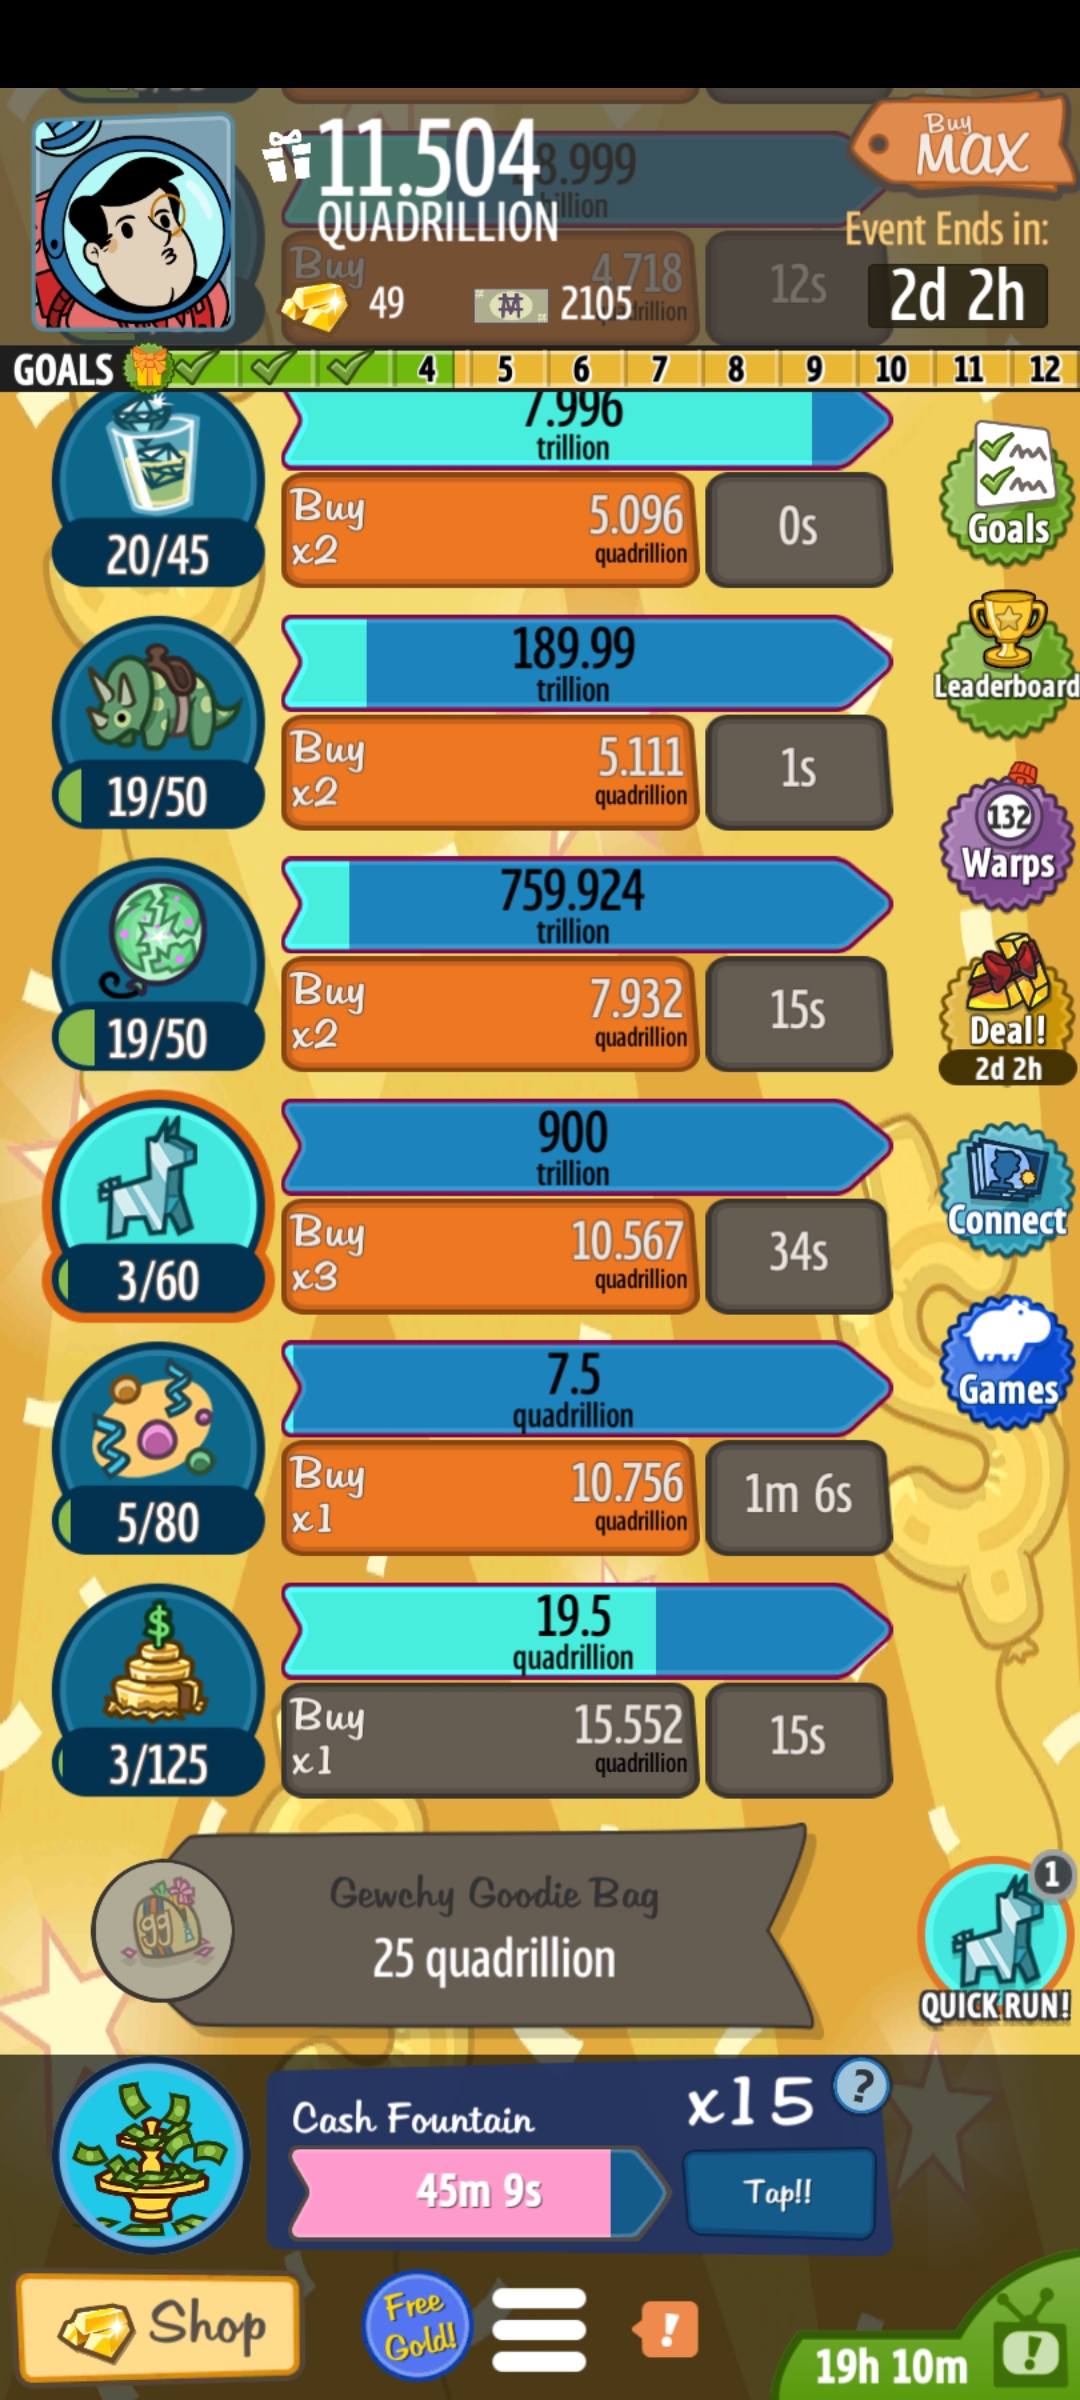 11.504
QUADRILLION
8.999
Buy
4.718
12s
49
2105
Buy
MAX
Event Ends in:
2d 2h
GOALS
4 5 6 7 8 9 10 11 12
7.996
trillion
20/45
Buy
x2
5.096
quadrillion
0s
Goals
189.99
trillion
19/50
Buy
x2
5.111
quadrillion
1s
Leaderboard
759.924
trillion
19/50
Buy
x2
7.932
quadrillion
15s
132
Warps
Deal!
2d 2h
900
trillion
3/60
Buy
x3
10.567
quadrillion
34s
Connect
7.5
quadrillion
5/80
Buy
x1
10.756
quadrillion
1m 6s
Games
19.5
quadrillion
$
3/125
Buy
x1
15.552
quadrillion
15s
gg
Gewchy Goodie Bag
25 quadrillion
1
QUICK RUN!
Cash Fountain
x15
?
45m 9s
Tap!!
Shop
Free
Gold!
!
19h 10m
!